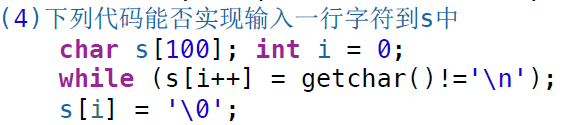 (4)下列代码能否实现输入一行字符到s中
char s[100]; int i = 0;
while (s[i++] = getchar()!='\n');
s[i] = '\0';